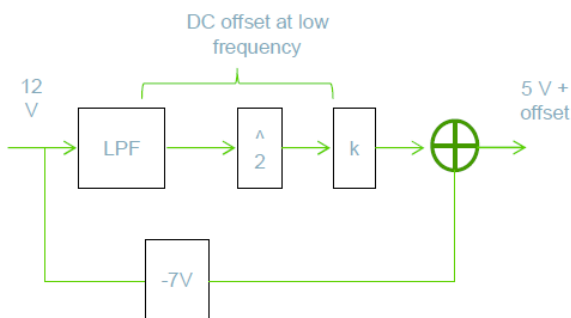 DC offset at low
frequency
12
V
5 V +
offset
LPF
^
2
k
-7V